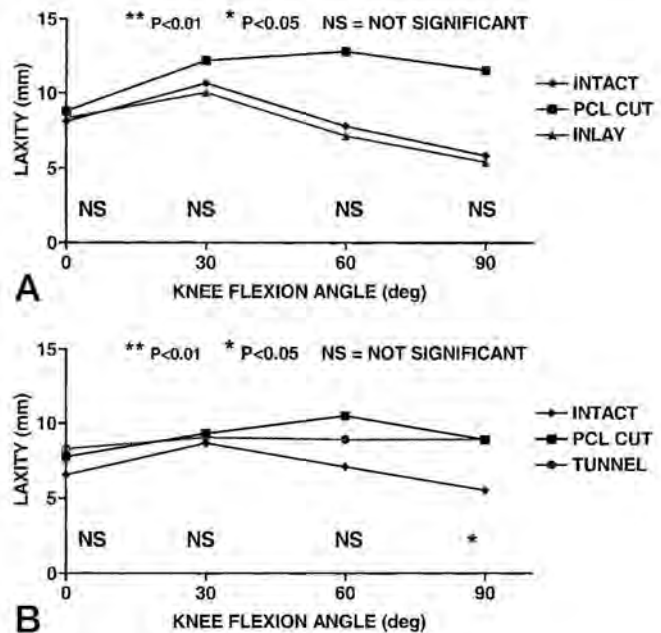 ** P<0.01 * P<0.05 NS = NOT SIGNIFICANT
15
10
5
0
LAXITY (mm)
INTACT
PCL CUT
INLAY
NS NS NS NS
0 30 60 90
KNEE FLEXION ANGLE (deg)
A
** P<0.01 * P<0.05 NS = NOT SIGNIFICANT
15
10
5
0
LAXITY (mm)
INTACT
PCL CUT
TUNNEL
NS NS NS *
0 30 60 90
KNEE FLEXION ANGLE (deg)
B